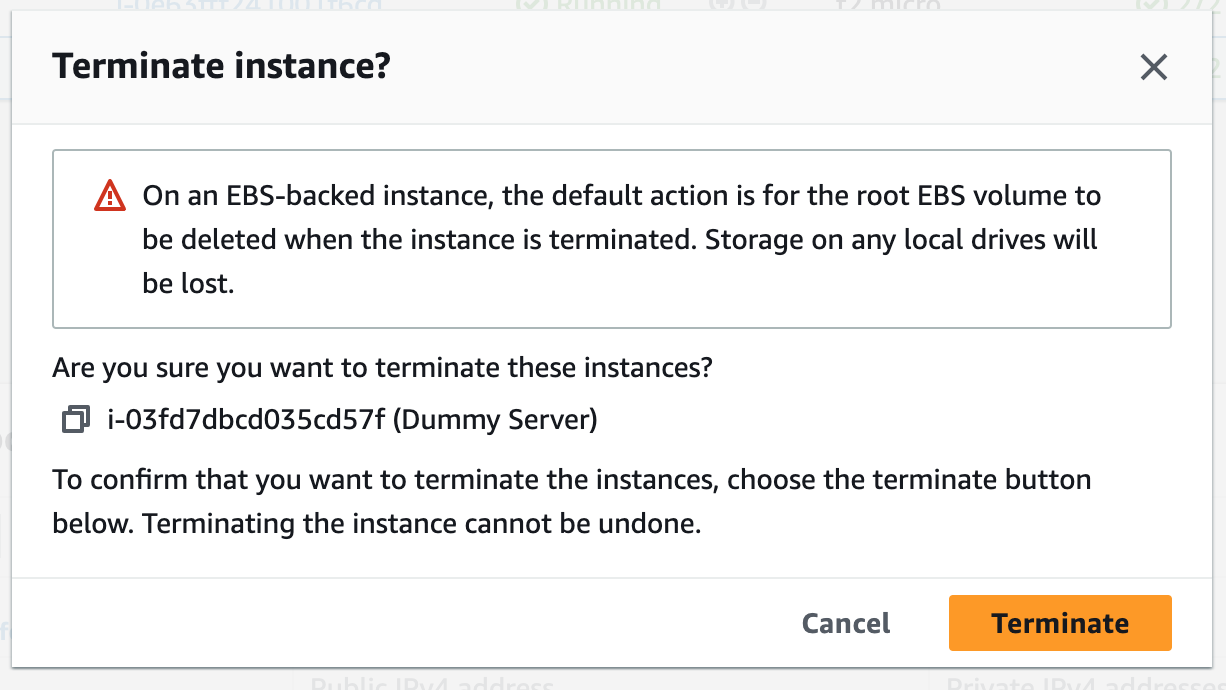 Running
t2.micro
Terminate instance?
On an EBS-backed instance, the default action is for the root EBS volume to
be deleted when the instance is terminated. Storage on any local drives will
be lost.
Are you sure you want to terminate these instances?
i-03fd7dbcd035cd57f (Dummy Server)
To confirm that you want to terminate the instances, choose the terminate button
below. Terminating the instance cannot be undone.
Cancel
Terminate
Public IPv4 address
Private IPv4 addresses